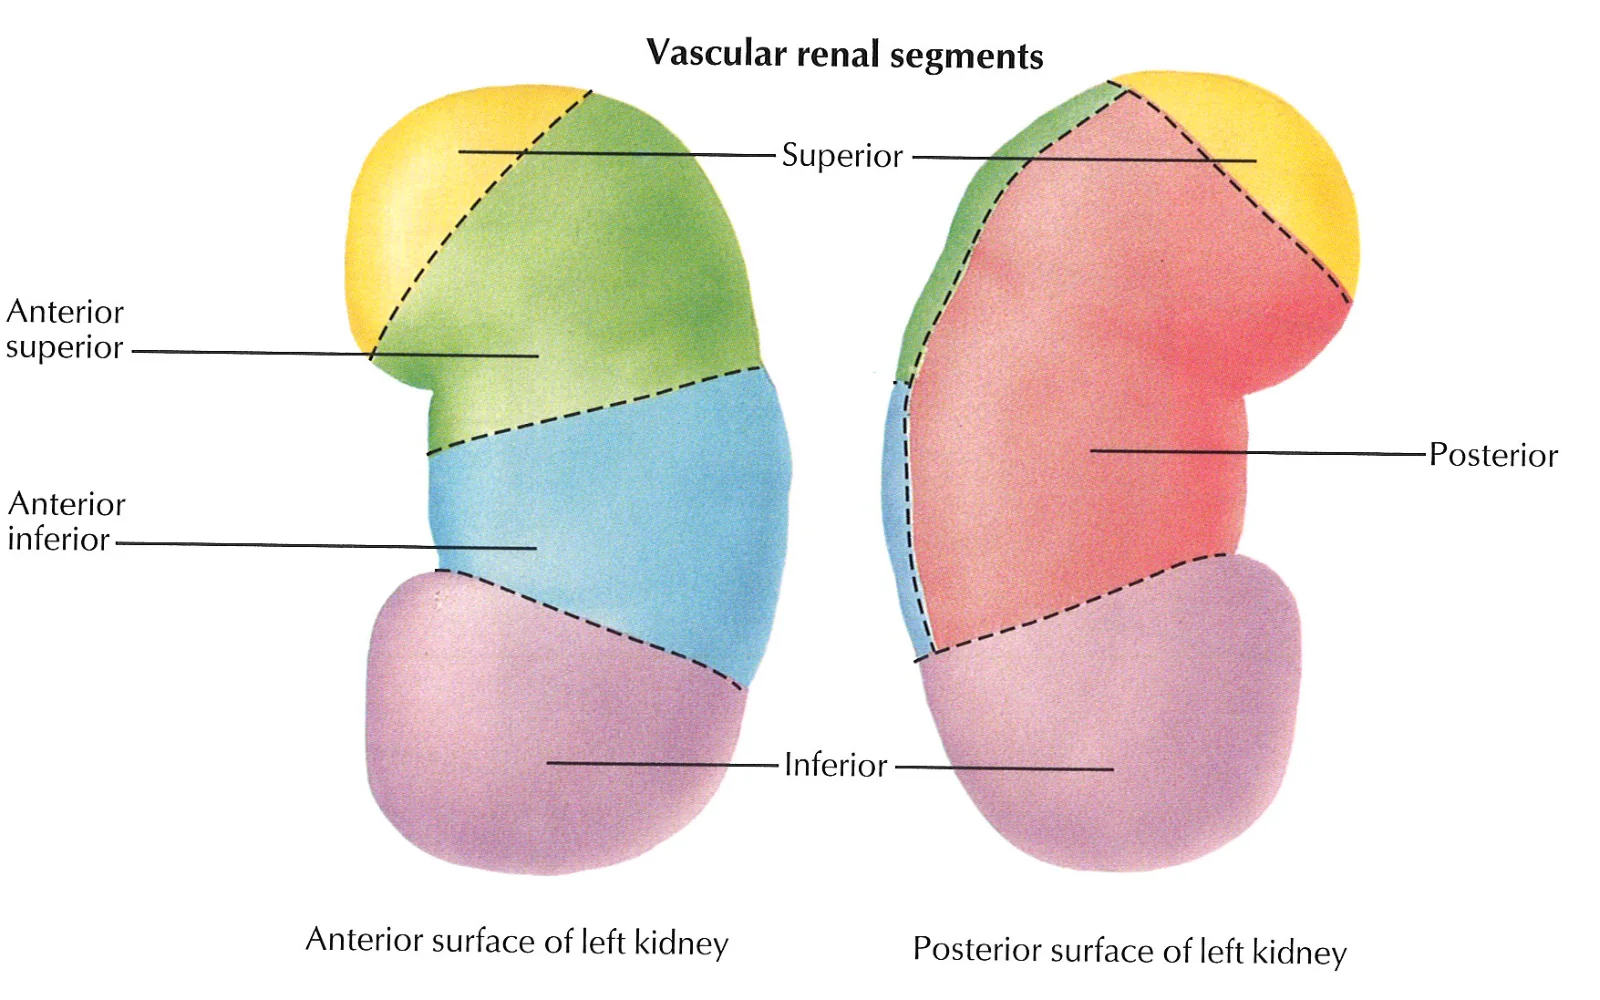 Vascular renal segments
Superior
Anterior
superior
Posterior
Anterior
inferior
Inferior
Anterior surface of left kidney
Posterior surface of left kidney